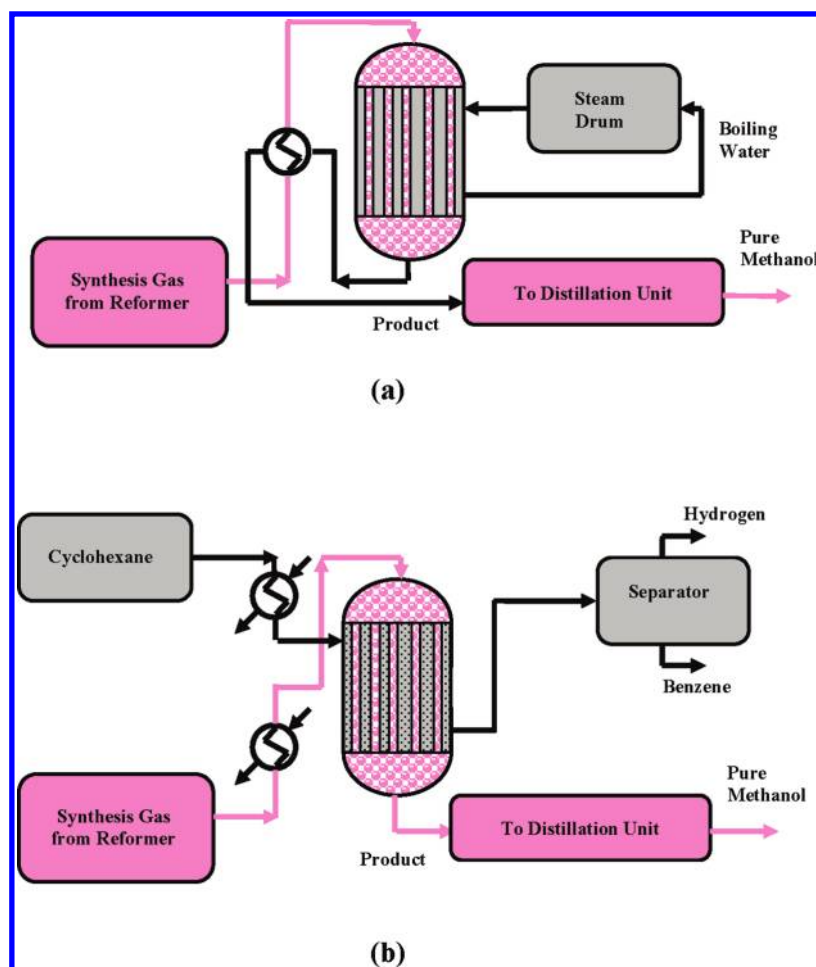 Steam
Drum
Boiling
Water
Synthesis Gas
from Reformer
Pure
Methanol
To Distillation Unit
Product
(a)
Cyclohexane
Hydrogen
Separator
Benzene
Synthesis Gas
from Reformer
Pure
Methanol
To Distillation Unit
Product
(b)